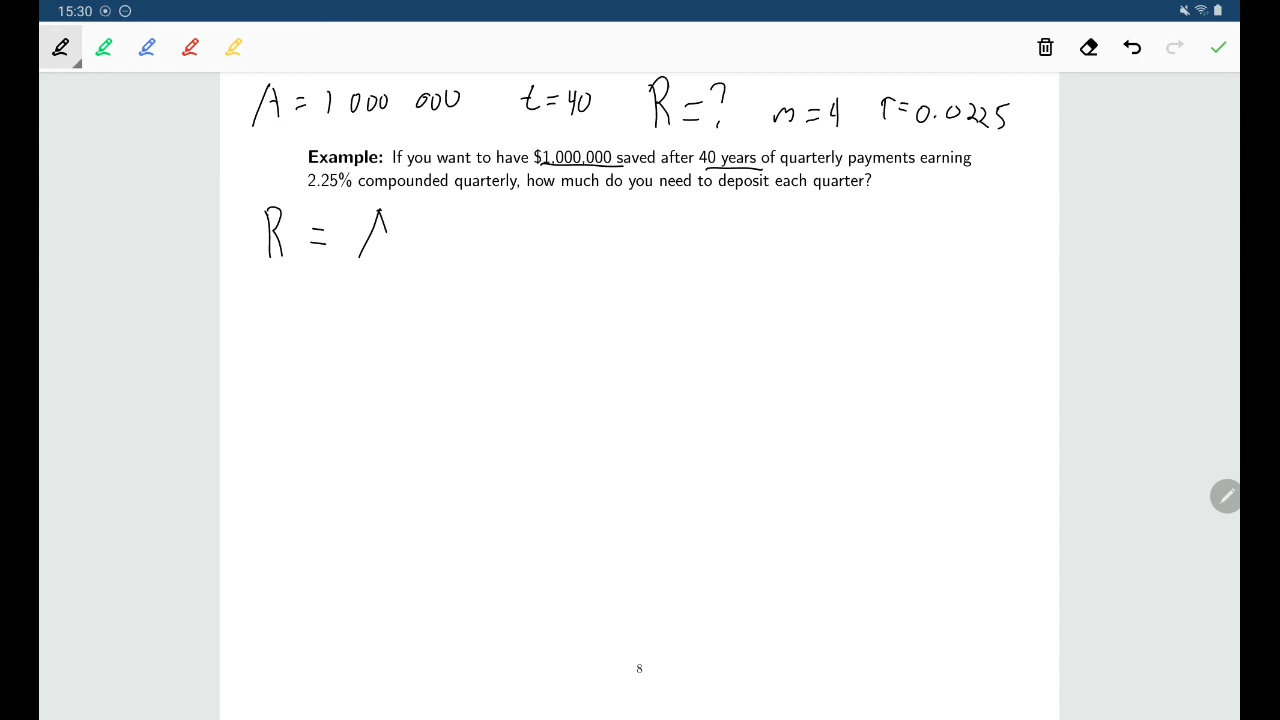 15:30
A = 1 000 000 t = 40 R = ? m = 4 r = 0.0225
Example: If you want to have $1,000,000 saved after 40 years of quarterly payments earning
2.25% compounded quarterly, how much do you need to deposit each quarter?
R = A
8